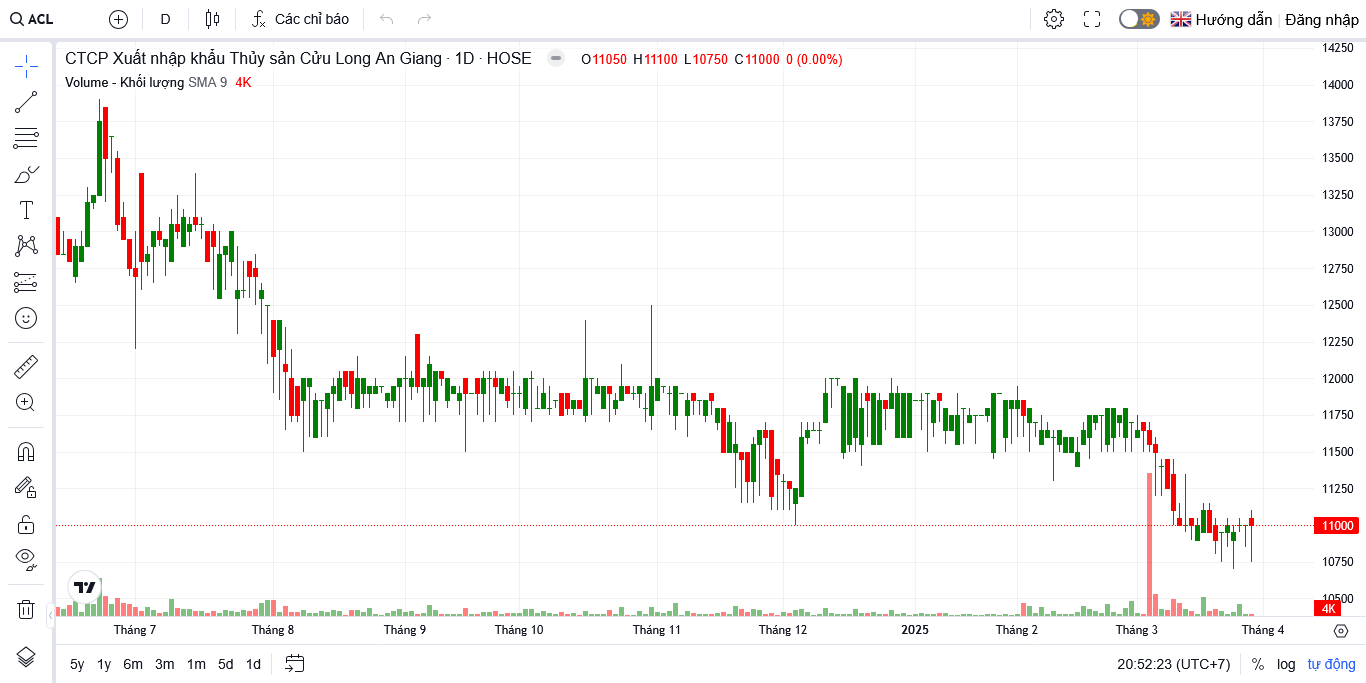 ACL D Các chỉ báo Hướng dẫn Đăng nhập
CTCP Xuất nhập khẩu Thủy sản Cửu Long An Giang · 1D · HOSE O11050 H11100 L10750 C11000 0 (0.00%)
Volume - Khối lượng SMA 9 4K
14250
14000
13750
13500
13250
13000
12750
12500
12250
12000
11750
11500
11250
11000
10750
10500
4K
Tháng 7 Tháng 8 Tháng 9 Tháng 10 Tháng 11 Tháng 12 2025 Tháng 2 Tháng 3 Tháng 4
5y 1y 6m 3m 1m 5d 1d 20:52:23 (UTC+7) % log tự động